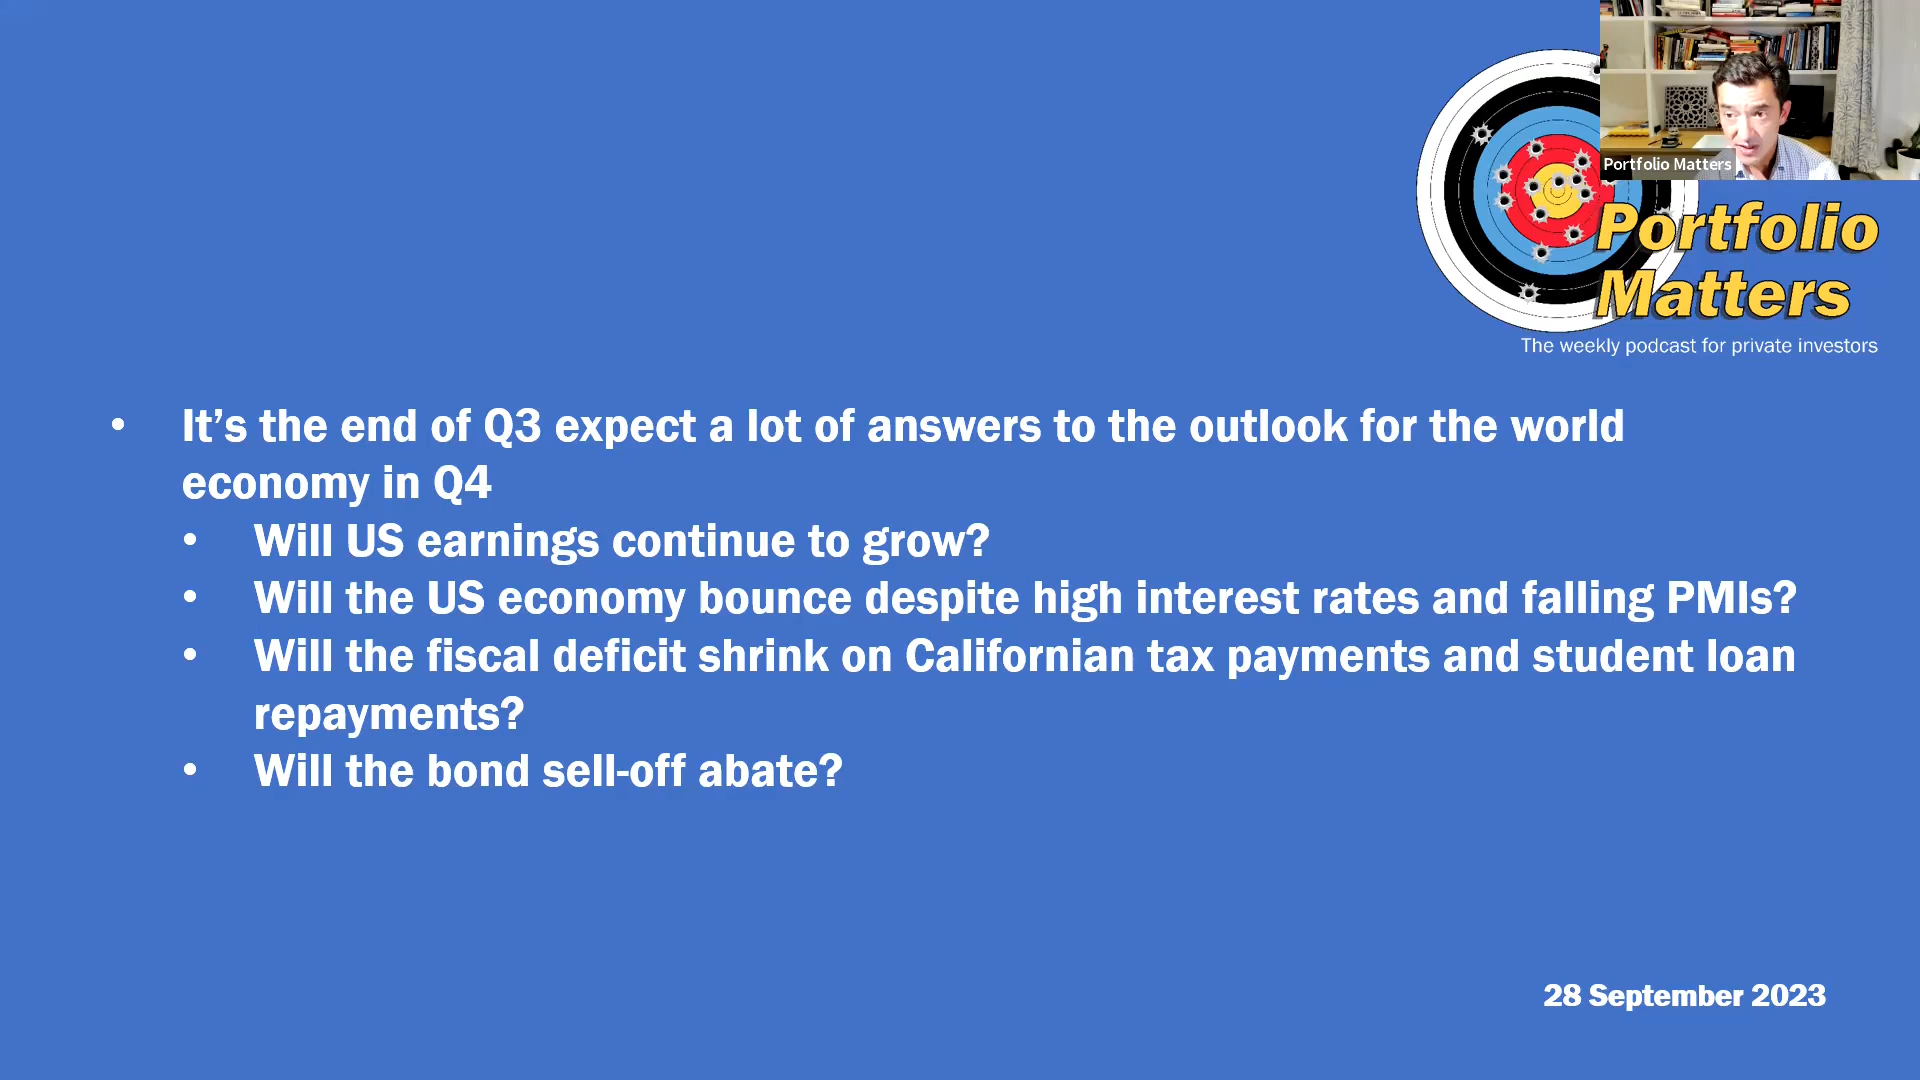 Portfolio Matters
Portfolio
Matters
The weekly podcast for private investors
• It’s the end of Q3 expect a lot of answers to the outlook for the world
economy in Q4
• Will US earnings continue to grow?
• Will the US economy bounce despite high interest rates and falling PMIs?
• Will the fiscal deficit shrink on Californian tax payments and student loan
repayments?
• Will the bond sell-off abate?
28 September 2023